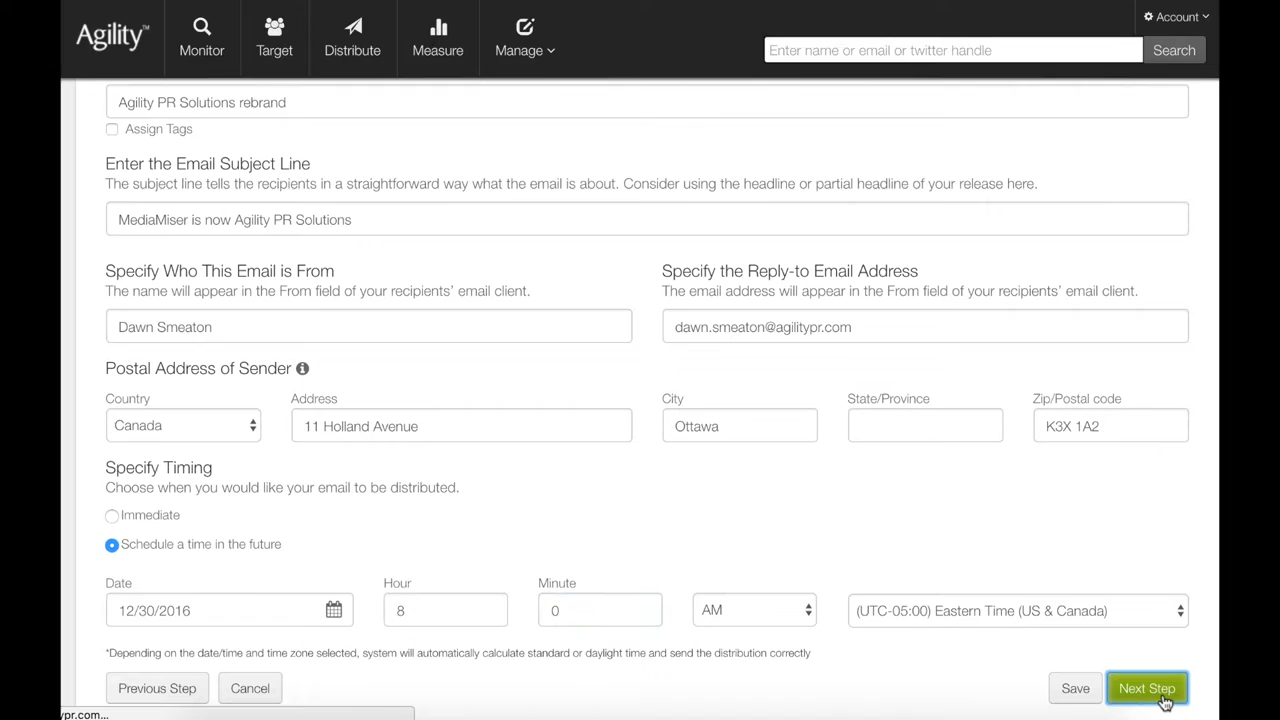 Agility™
Monitor
Target
Distribute
Measure
Manage
Account
Enter name or email or twitter handle
Search
Agility PR Solutions rebrand
Assign Tags
Enter the Email Subject Line
The subject line tells the recipients in a straightforward way what the email is about. Consider using the headline or partial headline of your release here.
MediaMiser is now Agility PR Solutions
Specify Who This Email is From
The name will appear in the From field of your recipients' email client.
Dawn Smeaton
Specify the Reply-to Email Address
The email address will appear in the From field of your recipients' email client.
dawn.smeaton@agilitypr.com
Postal Address of Sender
Country
Address
City
State/Province
Zip/Postal code
Canada
11 Holland Avenue
Ottawa
K3X 1A2
Specify Timing
Choose when you would like your email to be distributed.
Immediate
Schedule a time in the future
Date
Hour
Minute
12/30/2016
8
0
AM
(UTC-05:00) Eastern Time (US & Canada)
*Depending on the date/time and time zone selected, system will automatically calculate standard or daylight time and send the distribution correctly
Previous Step
Cancel
Save
Next Step
ypr.com...